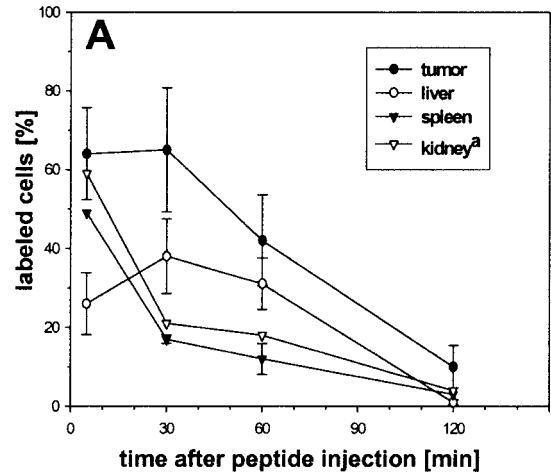 A
tumor
liver
spleen
kidneyª
labeled cells [%]
100
80
60
40
20
0
0 30 60 90 120
time after peptide injection [min]